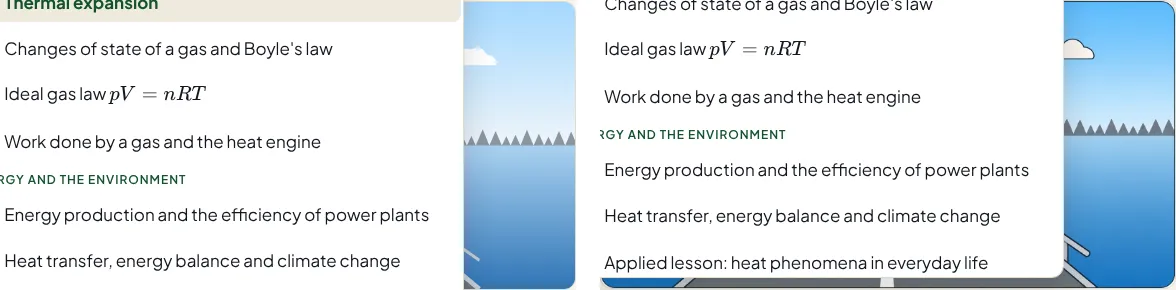 Thermal expansion
Changes of state of a gas and Boyle's law
Ideal gas law pV = nRT
Work done by a gas and the heat engine
RGY AND THE ENVIRONMENT
Energy production and the efficiency of power plants
Heat transfer, energy balance and climate change
Changes of state of a gas and Boyle's law
Ideal gas law pV = nRT
Work done by a gas and the heat engine
RGY AND THE ENVIRONMENT
Energy production and the efficiency of power plants
Heat transfer, energy balance and climate change
Applied lesson: heat phenomena in everyday life